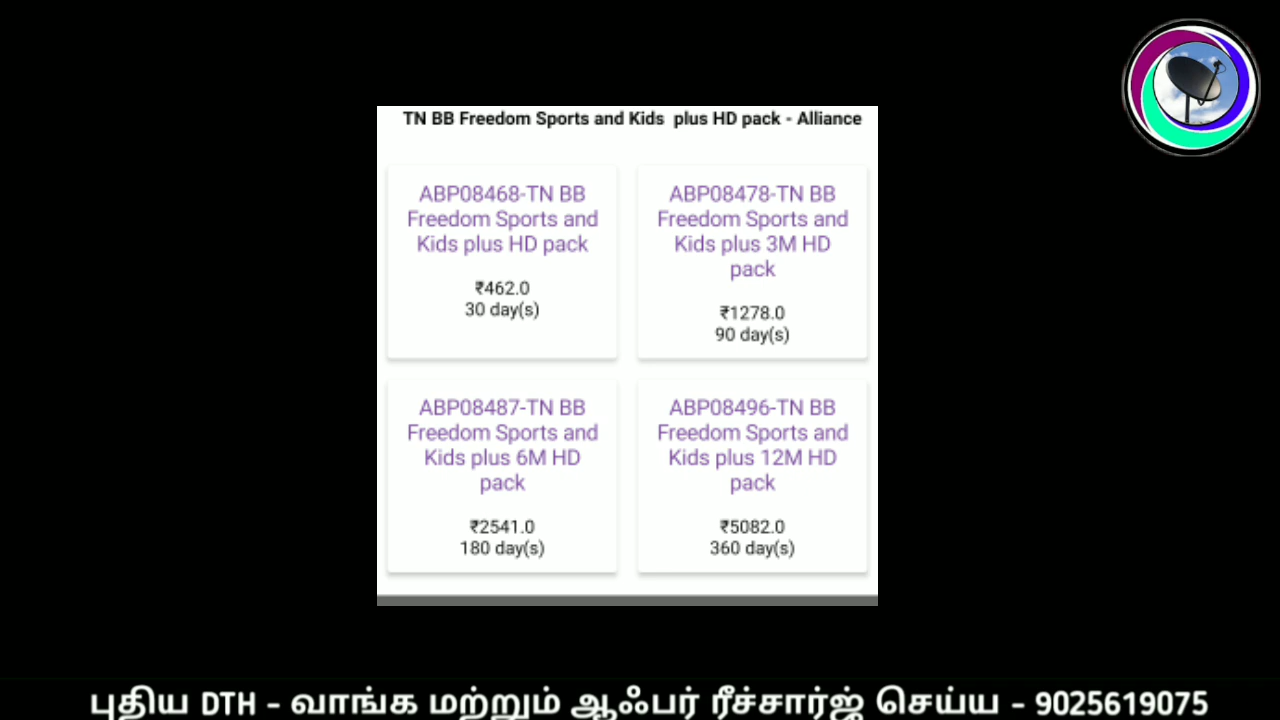 TN BB Freedom Sports and Kids plus HD pack - Alliance
ABP08468-TN BB
Freedom Sports and
Kids plus HD pack
₹462.0
30 day(s)
ABP08478-TN BB
Freedom Sports and
Kids plus 3M HD
pack
₹1278.0
90 day(s)
ABP08487-TN BB
Freedom Sports and
Kids plus 6M HD
pack
₹2541.0
180 day(s)
ABP08496-TN BB
Freedom Sports and
Kids plus 12M HD
pack
₹5082.0
360 day(s)
புதிய DTH - வாங்க மற்றும் ஆஃபர் ரீச்சார்ஜ் செய்ய - 9025619075